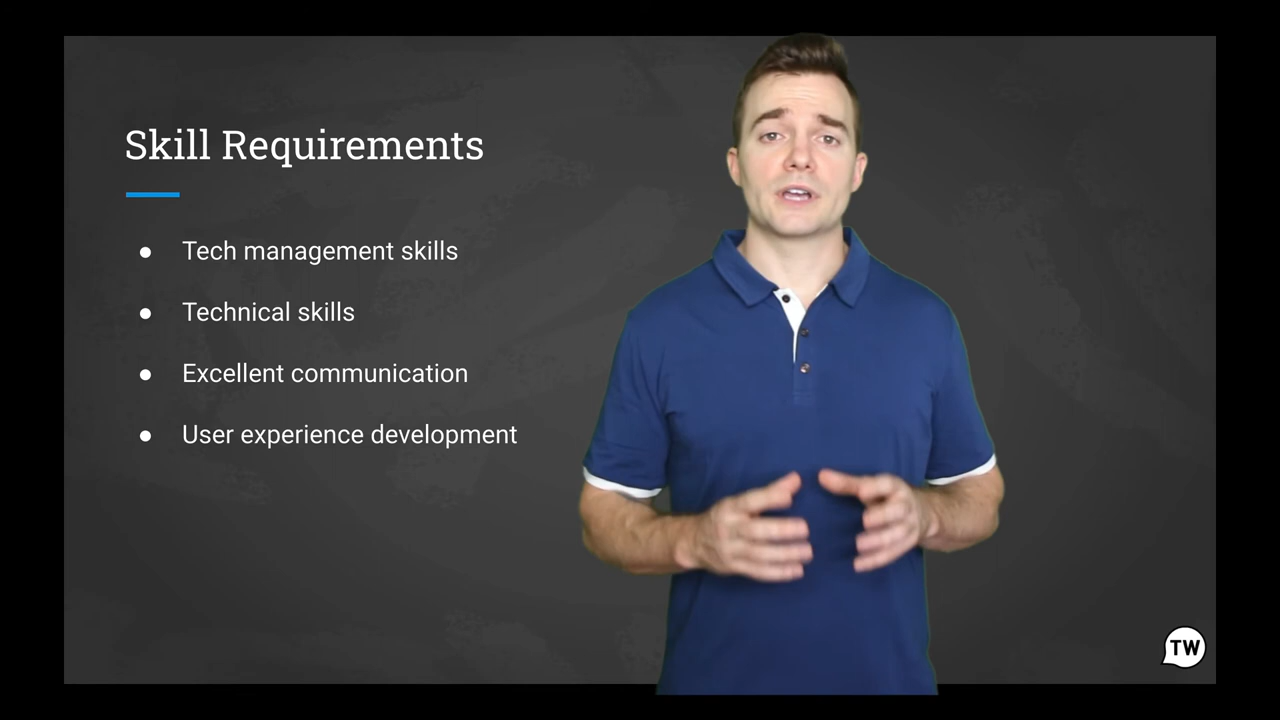 Skill Requirements
● Tech management skills
● Technical skills
● Excellent communication
● User experience development
TW